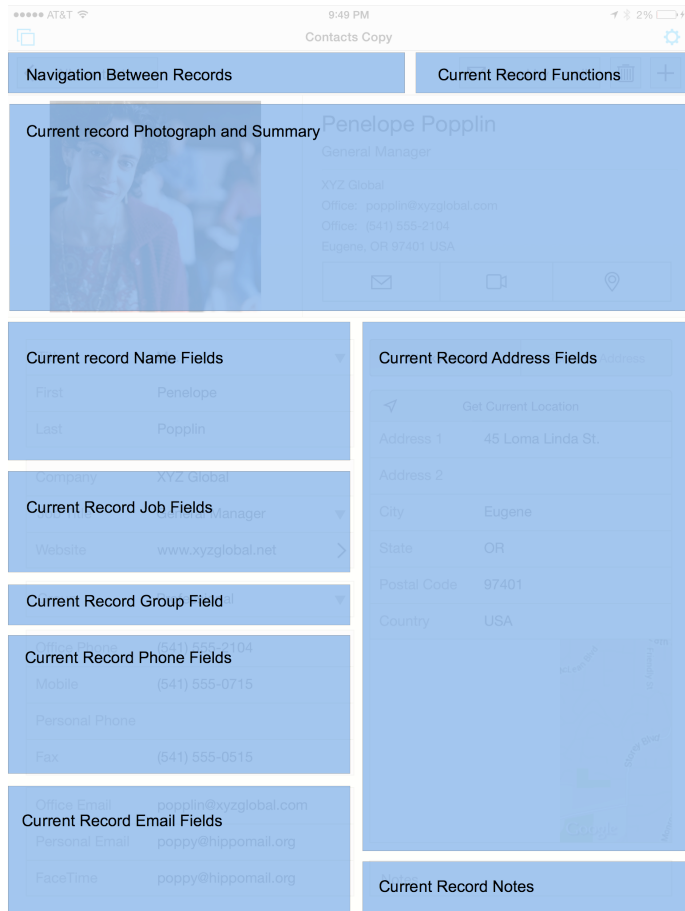 AT&T 9:49 PM 2%
Contacts Copy
Navigation Between Records
Current Record Functions
Current record Photograph and Summary
Penelope Popplin
General Manager
XYZ Global
Office: popplin@xyzglobal.com
Office: (541) 555-2104
Eugene, OR 97401 USA
Current record Name Fields
First Penelope
Last Popplin
Company XYZ Global
Current Record Job Fields
General Manager
Website www.xyzglobal.net
Current Record Group Field
Office Phone (541) 555-2104
Current Record Phone Fields
Mobile (541) 555-0715
Personal Phone
Fax (541) 555-0515
Office Email popplin@xyzglobal.com
Current Record Email Fields
Personal Email poppy@hippomail.org
FaceTime poppy@hippomail.org
Current Record Address Fields
Address
Get Current Location
Address 1 45 Loma Linda St.
Address 2
City Eugene
State OR
Postal Code 97401
Country USA
Notes
Current Record Notes